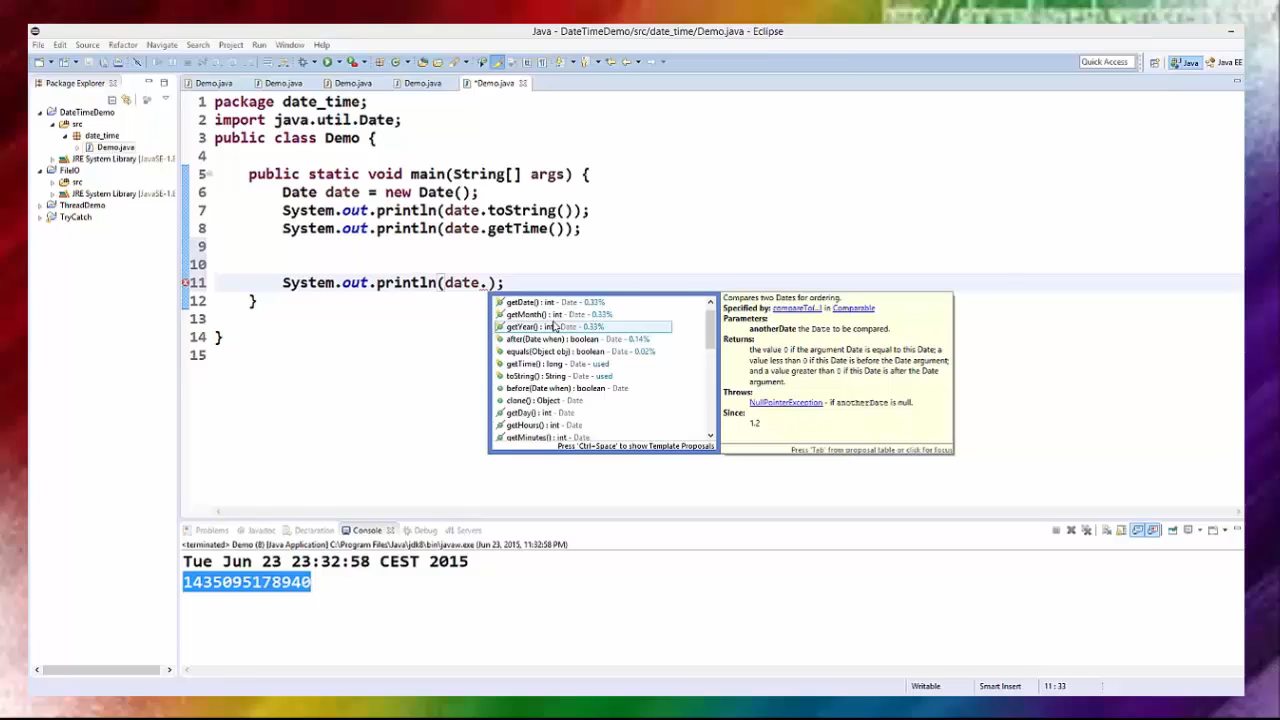 Java - DateTimeDemo/src/date_time/Demo.java - Eclipse
File Edit Source Refactor Navigate Search Project Run Window Help
Quick Access Java Java EE
Package Explorer
Demo.java Demo.java Demo.java Demo.java *Demo.java
DateTimeDemo
src
date_time
Demo.java
JRE System Library [JavaSE-1.
FileIO
src
JRE System Library [JavaSE-1.
ThreadDemo
TryCatch
1 package date_time;
2 import java.util.Date;
3 public class Demo {
4
5 public static void main(String[] args) {
6 Date date = new Date();
7 System.out.println(date.toString());
8 System.out.println(date.getTime());
9
10
11 System.out.println(date.);
12 }
13
14 }
15
getDate() : int - Date - 0.33%
getMonth() : int - Date - 0.33%
getYear() : int - Date - 0.33%
after(Date when) : boolean - Date - 0.14%
equals(Object obj) : boolean - Date - 0.02%
getTime() : long - Date - used
toString() : String - Date - used
before(Date when) : boolean - Date
clone() : Object - Date
getDay() : int - Date
getHours() : int - Date
getMinutes() : int - Date
Press 'Ctrl+Space' to show Template Proposals
Compares two Dates for ordering.
Specified by: compareTo(...) in Comparable
Parameters:
anotherDate the Date to be compared.
Returns:
the value 0 if the argument Date is equal to this Date; a
value less than 0 if this Date is before the Date argument;
and a value greater than 0 if this Date is after the Date
argument.
Throws:
NullPointerException - if anotherDate is null.
Since:
1.2
Press 'Tab' from proposal table or click for focus
Problems Javadoc Declaration Console Debug Servers
<terminated> Demo (8) [Java Application] C:\Program Files\Java\jdk8\bin\javaw.exe (Jun 23, 2015, 11:32:58 PM)
Tue Jun 23 23:32:58 CEST 2015
1435095178940
Writable Smart Insert 11 : 33